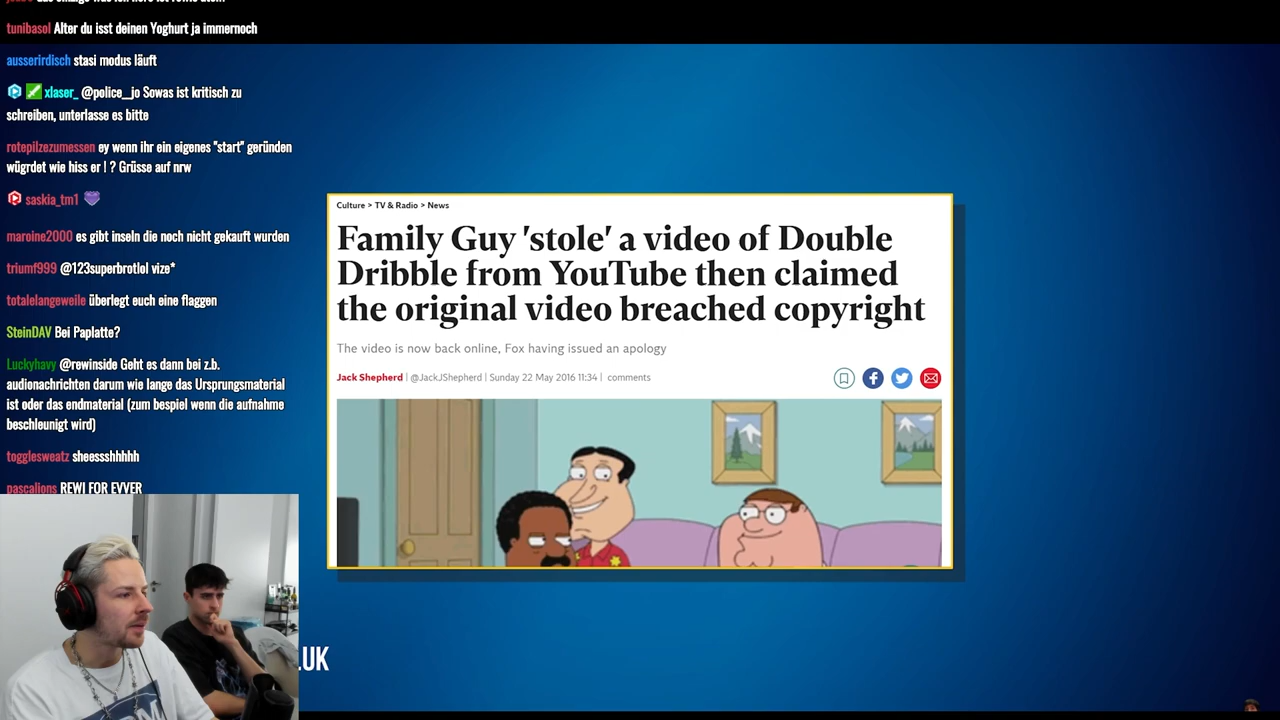 tunibasol Alter du isst deinen Yoghurt ja immernoch
ausserirdisch stasi modus läuft
xlaser_ @police__jo Sowas ist kritisch zu
schreiben, unterlasse es bitte
rotepilzezumessen ey wenn ihr ein eigenes "start" geründen
würgrdet wie hiss er ! ? Grüsse auf nrw
saskia_tm1
maroine2000 es gibt inseln die noch nicht gekauft wurden
triumf999 @123superbrotlol vize*
totalelangeweile überlegt euch eine flaggen
SteinDAV Bei Paplatte?
Luckyhavy @rewinside Geht es dann bei z.b.
audionachrichten darum wie lange das Ursprungsmaterial
ist oder das endmaterial (zum bespiel wenn die aufnahme
beschleunigt wird)
togglesweatz sheessshhhhh
pascalions REWI FOR EVVER
Culture > TV & Radio > News
Family Guy 'stole' a video of Double
Dribble from YouTube then claimed
the original video breached copyright
The video is now back online, Fox having issued an apology
Jack Shepherd | @JackJShepherd | Sunday 22 May 2016 11:34 | comments
.UK